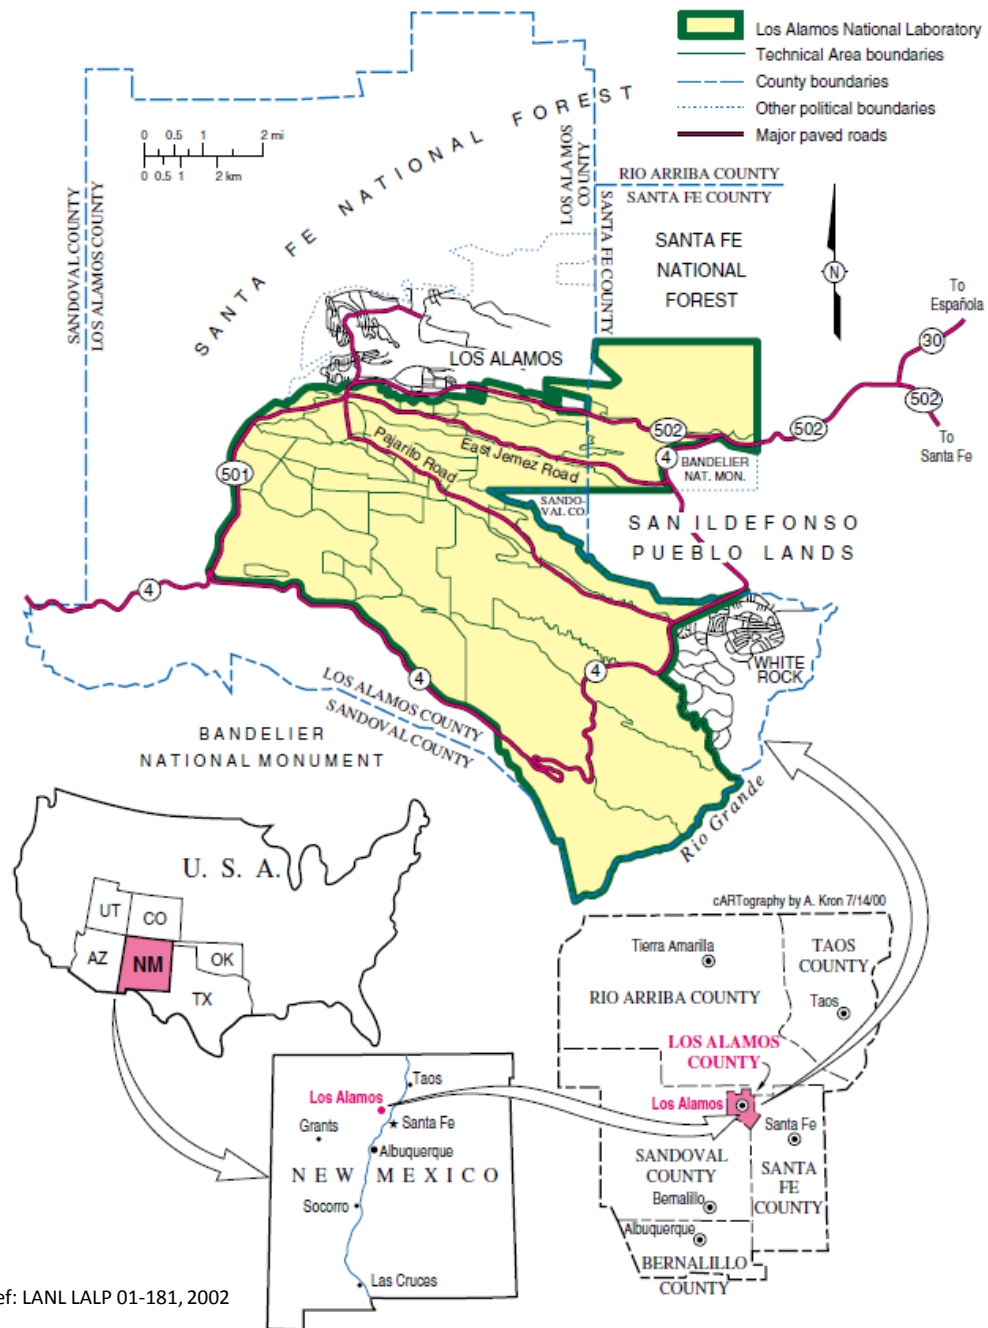 Los Alamos National Laboratory
Technical Area boundaries
County boundaries
Other political boundaries
Major paved roads
0 0.5 1 2 mi
0 0.5 1 2 km
SANTA FE NATIONAL FOREST
SANDOVAL COUNTY
LOS ALAMOS COUNTY
LOS ALAMOS
COUNTY
SANTA FE COUNTY
RIO ARRIBA COUNTY
SANTA FE COUNTY
SANTA FE
NATIONAL
FOREST
N
To
Española
30
502
502
502
To
Santa Fe
LOS ALAMOS
4
BANDELIER
NAT. MON.
East Jemez Road
Pajarito Road
501
SANDO-
VAL CO.
SAN ILDEFONSO
PUEBLO LANDS
4
4
4
WHITE
ROCK
LOS ALAMOS COUNTY
SANDOVAL COUNTY
BANDELIER
NATIONAL MONUMENT
Rio Grande
cARTography by A. Kron 7/14/00
U. S. A.
UT
CO
AZ
NM
OK
TX
Taos
Los Alamos
Santa Fe
Grants
Albuquerque
NEW MEXICO
Socorro
Las Cruces
Tierra Amarilla
TAOS
COUNTY
RIO ARRIBA COUNTY
Taos
LOS ALAMOS
COUNTY
Los Alamos
Santa Fe
SANDOVAL
COUNTY
SANTA
FE
COUNTY
Bernalillo
Albuquerque
BERNALILLO
COUNTY
ef: LANL LALP 01-181, 2002